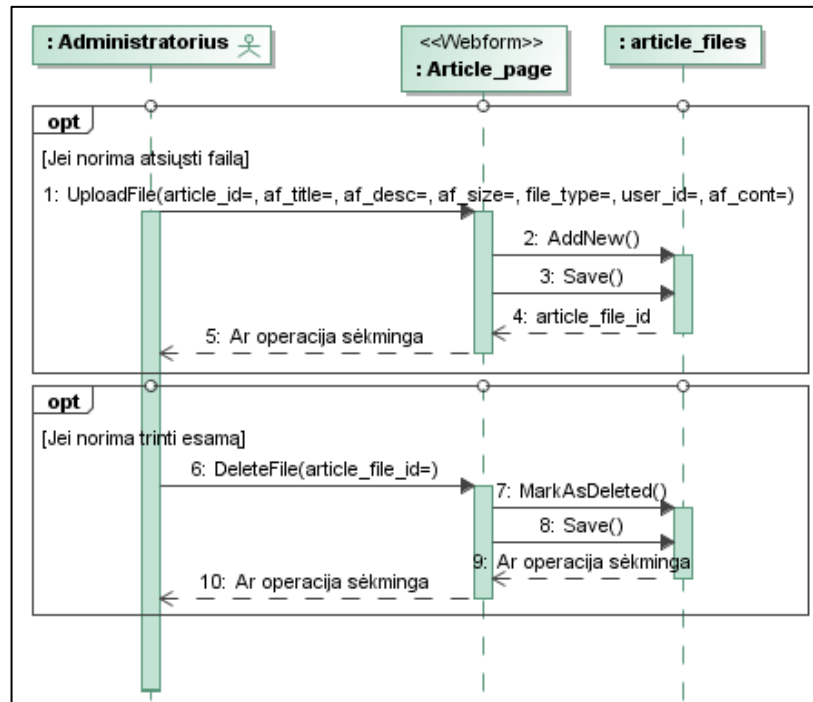 : Administratorius
<<Webform>>
: Article_page
: article_files
opt
[Jei norima atsiųsti failą]
1: UploadFile(article_id=, af_title=, af_desc=, af_size=, file_type=, user_id=, af_cont=)
2: AddNew()
3: Save()
4: article_file_id
5: Ar operacija sėkminga
opt
[Jei norima trinti esamą]
6: DeleteFile(article_file_id=)
7: MarkAsDeleted()
8: Save()
9: Ar operacija sėkminga
10: Ar operacija sėkminga